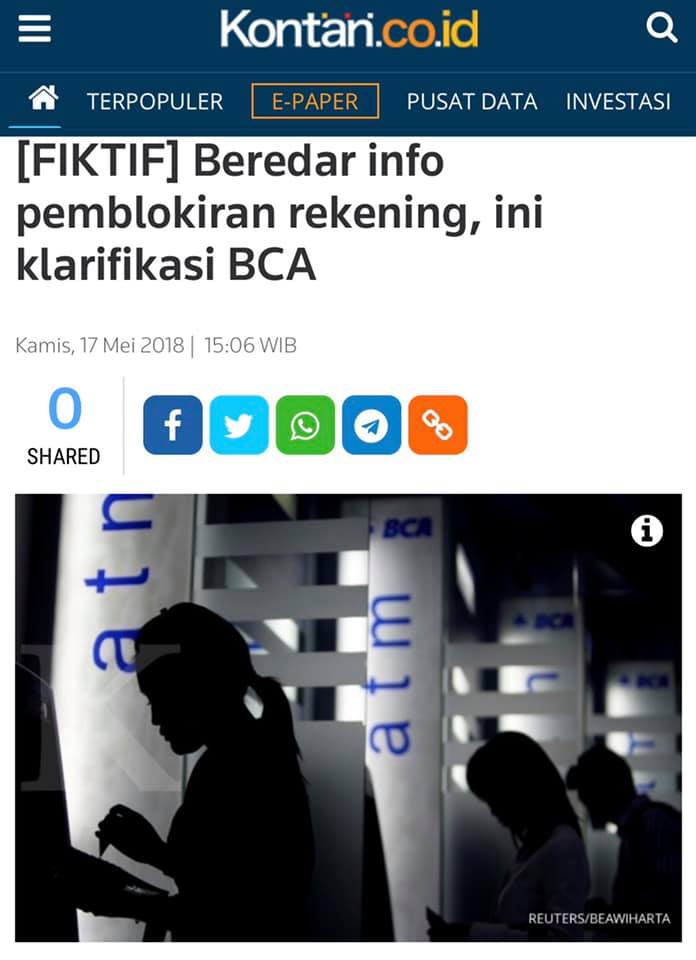 Kontan.co.id
TERPOPULER
E-PAPER
PUSAT DATA
INVESTASI
[FIKTIF] Beredar info
pemblokiran rekening, ini
klarifikasi BCA
Kamis, 17 Mei 2018 | 15:06 WIB
0
SHARED
atm
BCA
atm
BCA
BCA
K
REUTERS/BEAWIHARTA